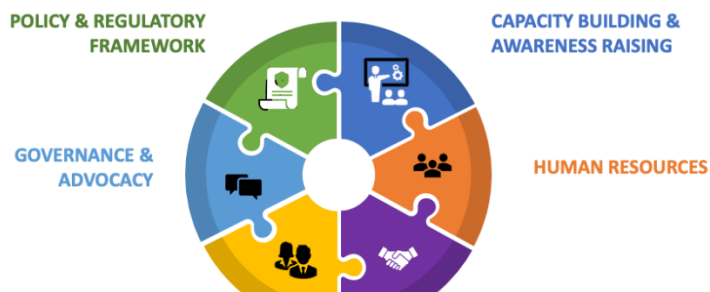 POLICY & REGULATORY
FRAMEWORK
CAPACITY BUILDING &
AWARENESS RAISING
GOVERNANCE &
ADVOCACY
HUMAN RESOURCES